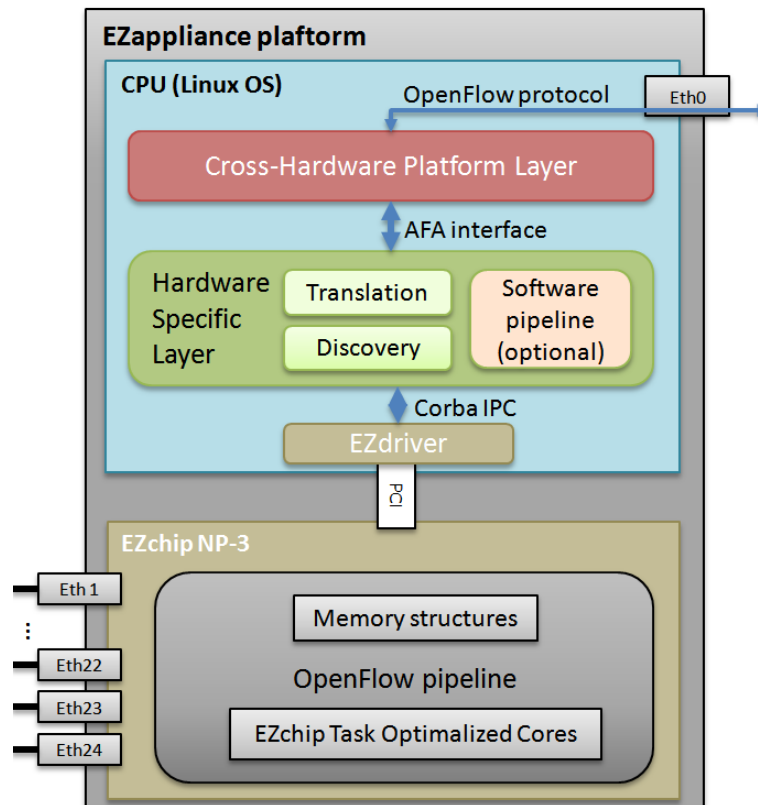 EZappliance plaftorm
CPU (Linux OS)
OpenFlow protocol
Eth0
Cross-Hardware Platform Layer
AFA interface
Hardware
Specific
Layer
Translation
Discovery
Software
pipeline
(optional)
Corba IPC
EZdriver
PCI
EZchip NP-3
Eth 1
...
Eth22
Eth23
Eth24
Memory structures
OpenFlow pipeline
EZchip Task Optimalized Cores